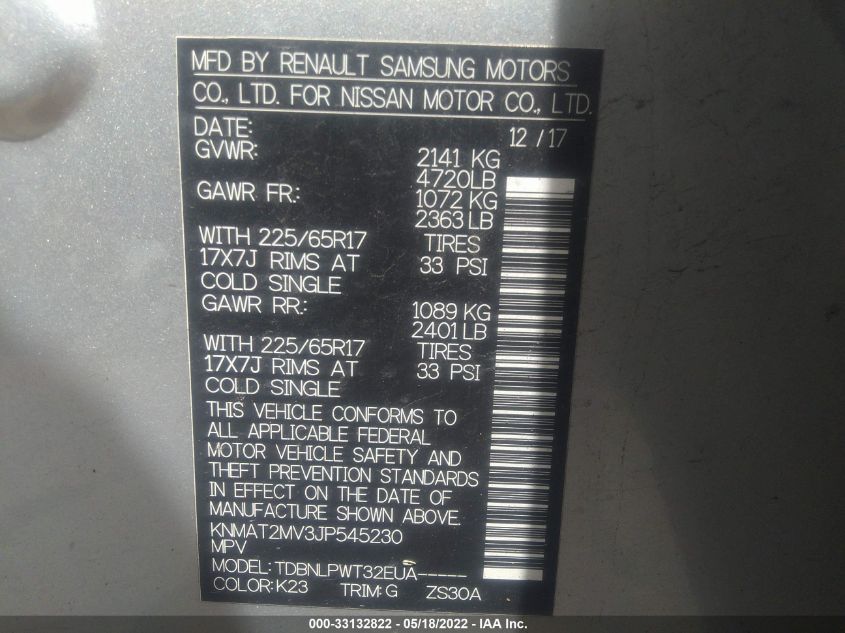 MFD BY RENAULT SAMSUNG MOTORS
CO., LTD. FOR NISSAN MOTOR CO., LTD.
DATE: 12 / 17
GVWR: 2141 KG
4720LB
GAWR FR.: 1072 KG
2363 LB
WITH 225/65R17 TIRES
17X7J RIMS AT 33 PSI
COLD SINGLE
GAWR RR.: 1089 KG
2401 LB
WITH 225/65R17 TIRES
17X7J RIMS AT 33 PSI
COLD SINGLE
THIS VEHICLE CONFORMS TO
ALL APPLICABLE FEDERAL
MOTOR VEHICLE SAFETY AND
THEFT PREVENTION STANDARDS
IN EFFECT ON THE DATE OF
MANUFACTURE SHOWN ABOVE.
KNMAT2MV3JP545230
MPV
MODEL: TDBNLPWT32EUA-----
COLOR: K23 TRIM: G ZS30A
000-33132822 - 05/18/2022 - IAA Inc.